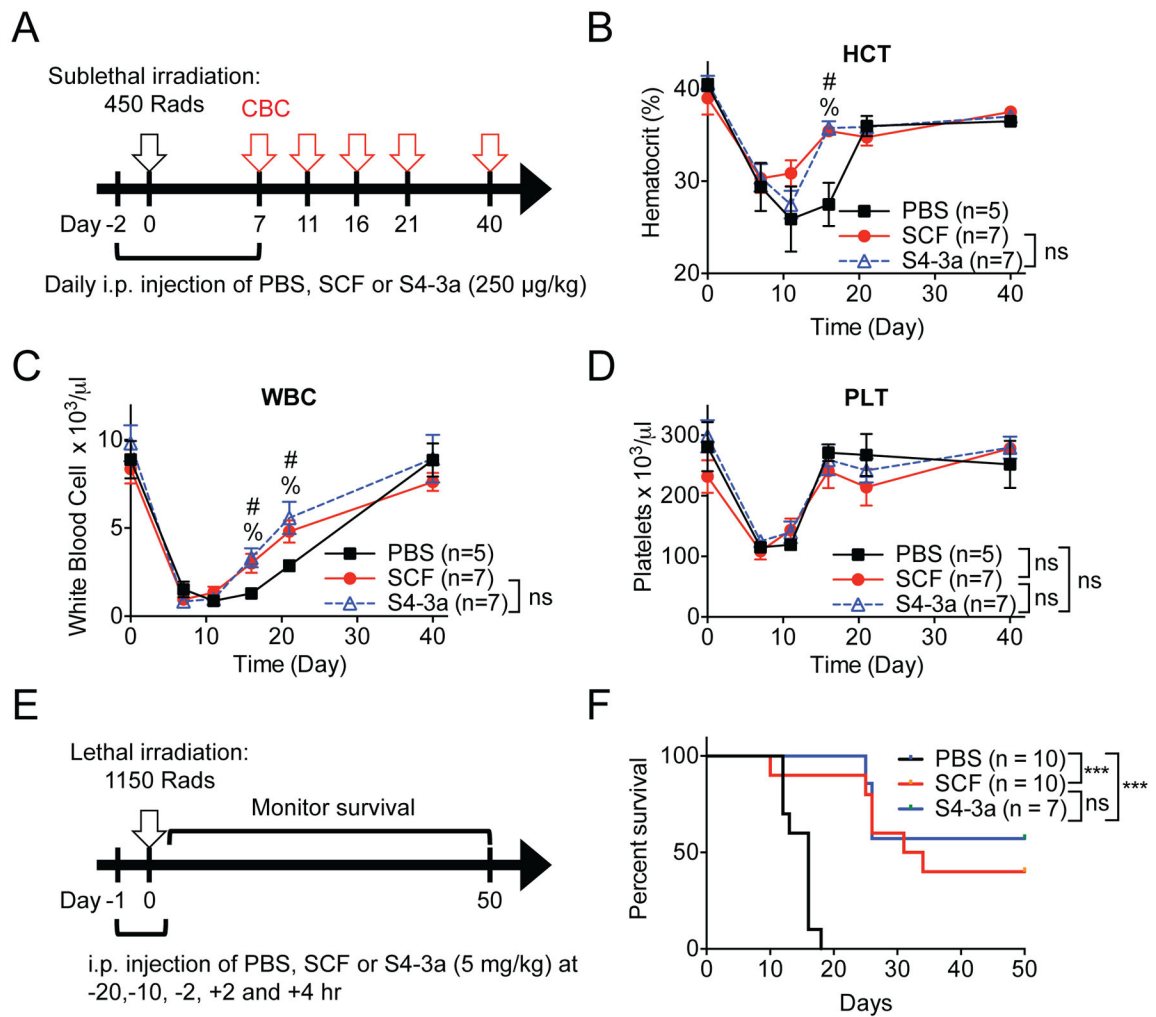 A
Sublethal irradiation:
450 Rads
CBC
Day -2 0 7 11 16 21 40
Daily i.p. injection of PBS, SCF or S4-3a (250 µg/kg)
B
HCT
Hematocrit (%)
40
30
20
#
%
PBS (n=5)
SCF (n=7)
S4-3a (n=7)
ns
0 10 20 30 40
Time (Day)
C
WBC
White Blood Cell x 10³/µl
10
5
0
#
%
#
%
PBS (n=5)
SCF (n=7)
S4-3a (n=7)
ns
0 10 20 30 40
Time (Day)
D
PLT
Platelets x 10³/µl
300
200
100
0
PBS (n=5)
SCF (n=7)
S4-3a (n=7)
ns
ns
ns
0 10 20 30 40
Time (Day)
E
Lethal irradiation:
1150 Rads
Monitor survival
Day -1 0 50
i.p. injection of PBS, SCF or S4-3a (5 mg/kg) at
-20,-10, -2, +2 and +4 hr
F
Percent survival
100
50
0
PBS (n = 10)
SCF (n = 10)
S4-3a (n = 7)
***
ns
***
0 10 20 30 40 50
Days